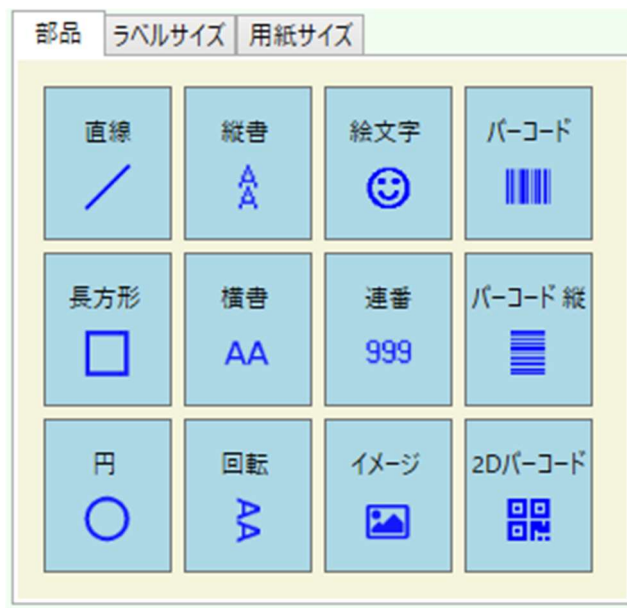 部品 ラベルサイズ 用紙サイズ
直線 縦書 絵文字 バーコード
A
A
長方形 横書 連番 バーコード 縦
AA 999
円 回転 イメージ 2Dバーコード
AA